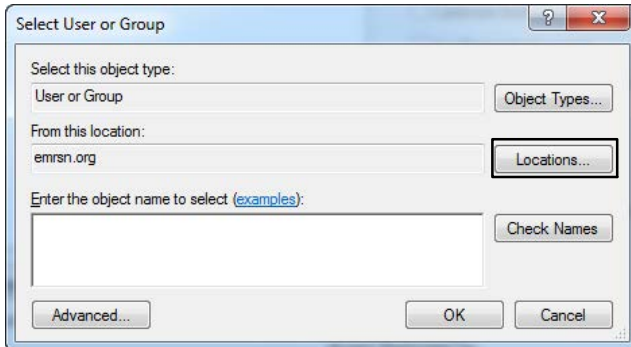 Select User or Group
?
X
Select this object type:
User or Group
Object Types...
From this location:
emrsn.org
Locations...
Enter the object name to select (examples):
Check Names
Advanced...
OK
Cancel